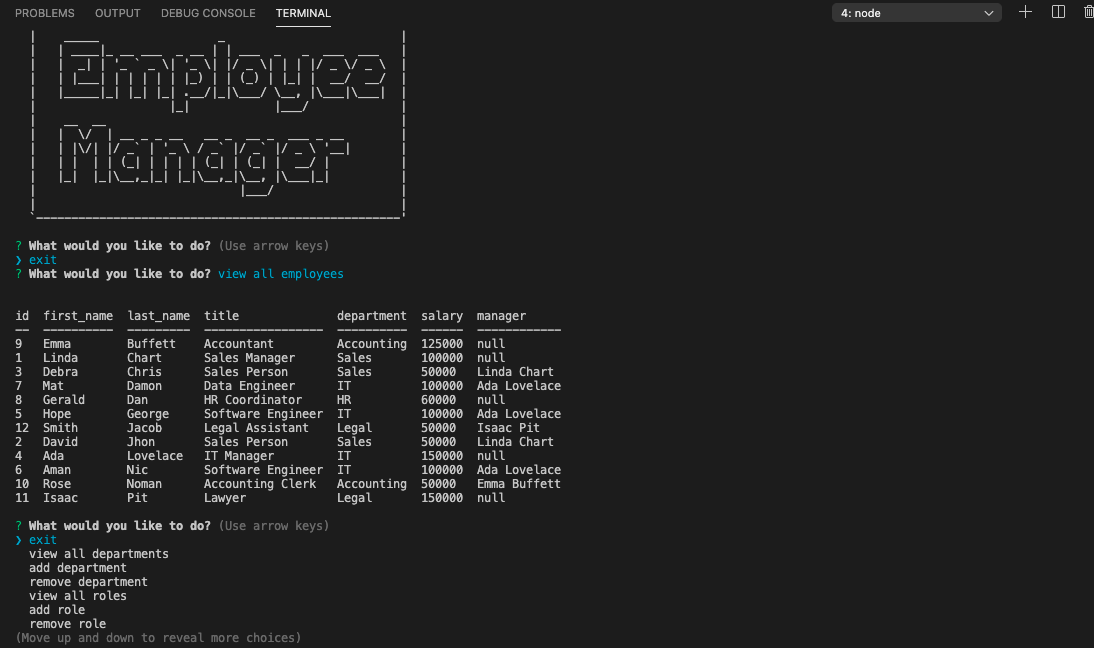 PROBLEMS OUTPUT DEBUG CONSOLE TERMINAL 4: node
Employee
Manager
? What would you like to do? (Use arrow keys)
❯ exit
? What would you like to do? view all employees
id first_name last_name title department salary manager
9 Emma Buffett Accountant Accounting 125000 null
1 Linda Chart Sales Manager Sales 100000 null
3 Debra Chris Sales Person Sales 50000 Linda Chart
7 Mat Damon Data Engineer IT 100000 Ada Lovelace
8 Gerald Dan HR Coordinator HR 60000 null
5 Hope George Software Engineer IT 100000 Ada Lovelace
12 Smith Jacob Legal Assistant Legal 50000 Isaac Pit
2 David Jhon Sales Person Sales 50000 Linda Chart
4 Ada Lovelace IT Manager IT 150000 null
6 Aman Nic Software Engineer IT 100000 Ada Lovelace
10 Rose Noman Accounting Clerk Accounting 50000 Emma Buffett
11 Isaac Pit Lawyer Legal 150000 null
? What would you like to do? (Use arrow keys)
❯ exit
view all departments
add department
remove department
view all roles
add role
remove role
(Move up and down to reveal more choices)